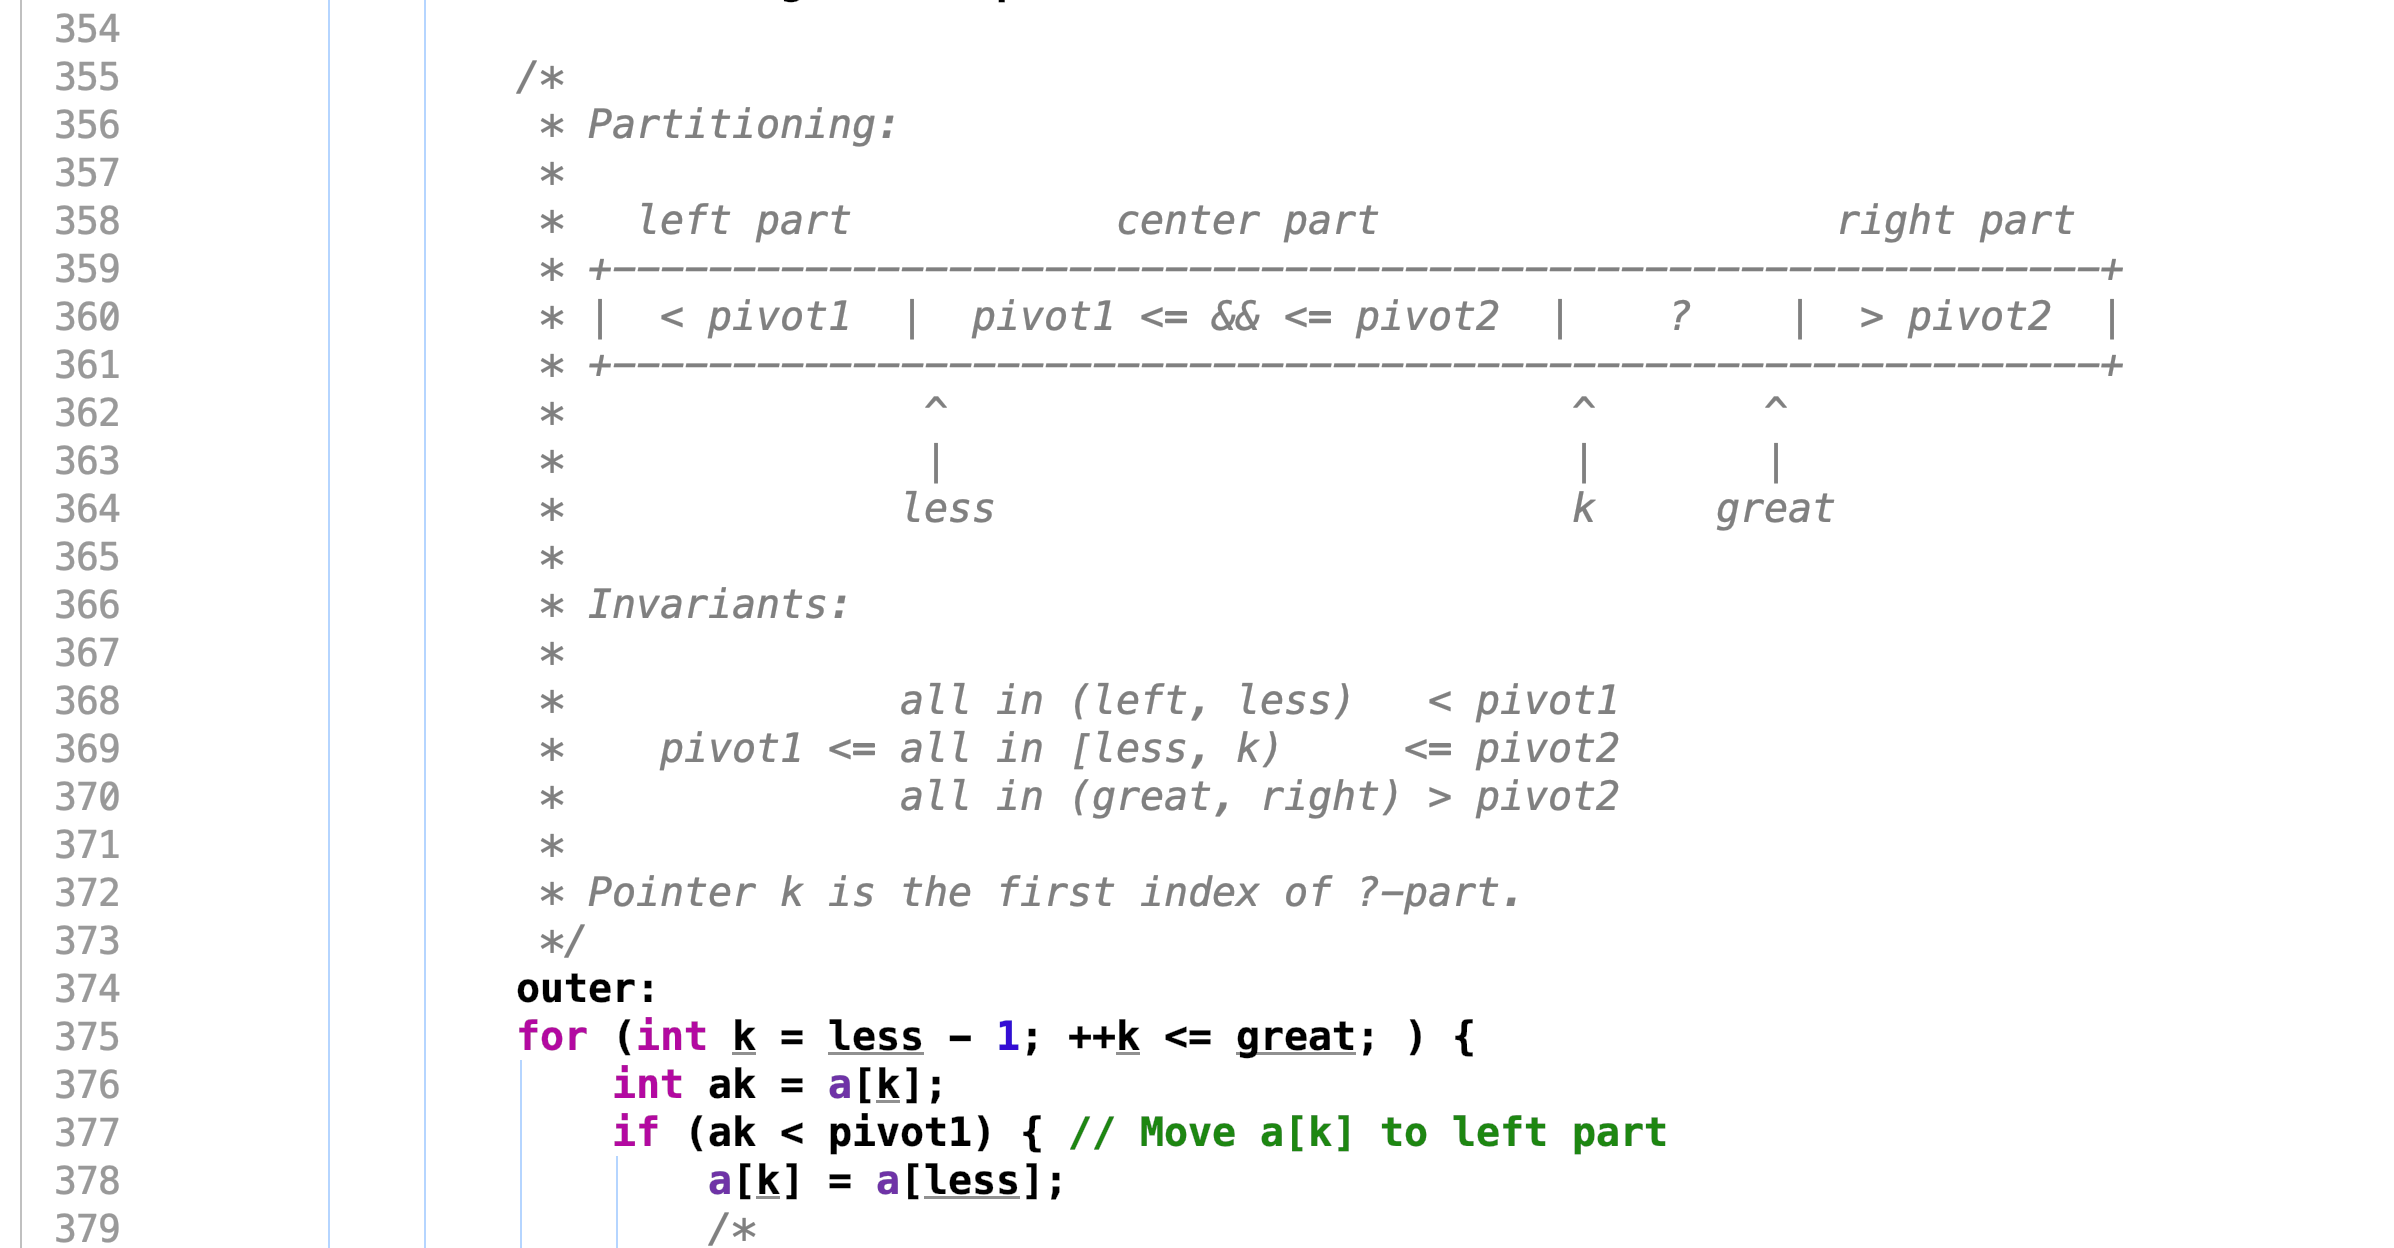 354
355 /*
356 * Partitioning:
357 *
358 *   left part           center part                   right part
359 * +--------------------------------------------------------------+
360 * |  < pivot1  |  pivot1 <= && <= pivot2  |    ?    |  > pivot2  |
361 * +--------------------------------------------------------------+
362 *               ^                          ^       ^
363 *               |                          |       |
364 *              less                        k     great
365 *
366 * Invariants:
367 *
368 *              all in (left, less)   < pivot1
369 *    pivot1 <= all in [less, k)     <= pivot2
370 *              all in (great, right) > pivot2
371 *
372 * Pointer k is the first index of ?-part.
373 */
374 outer:
375 for (int k = less - 1; ++k <= great; ) {
376     int ak = a[k];
377     if (ak < pivot1) { // Move a[k] to left part
378         a[k] = a[less];
379         /*